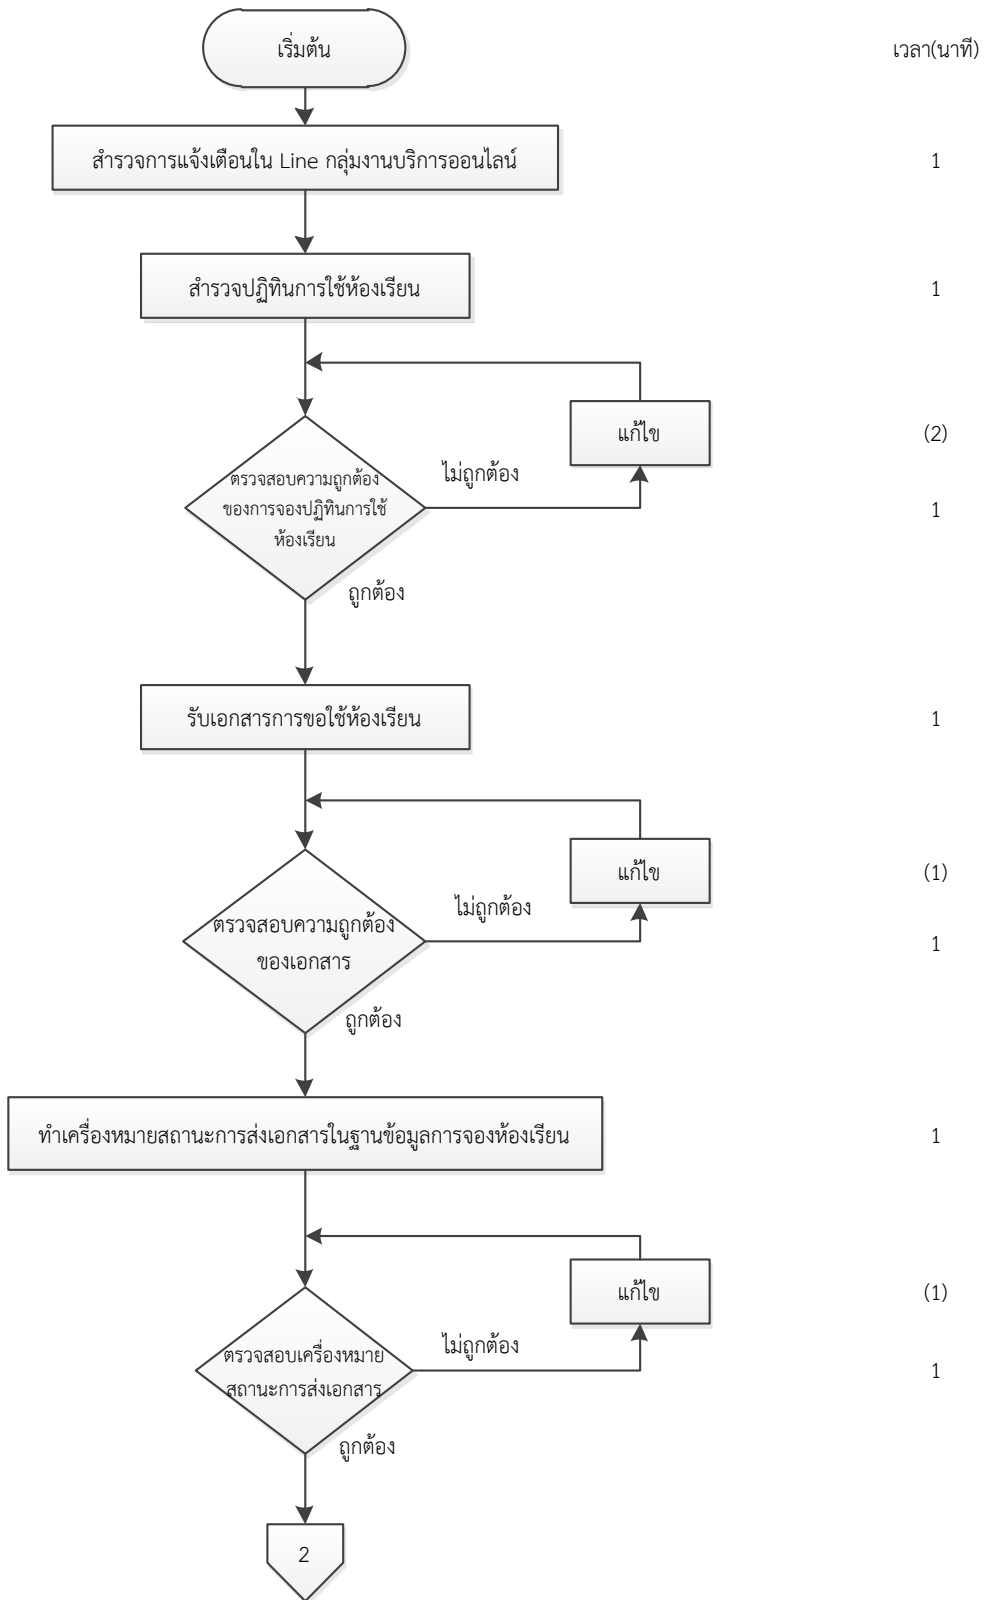 เริ่มต้น
เวลา(นาที)
สำรวจการแจ้งเตือนใน Line กลุ่มงานบริการออนไลน์
1
สำรวจปฏิทินการใช้ห้องเรียน
1
แก้ไข
(2)
ไม่ถูกต้อง
ตรวจสอบความถูกต้อง
ของการจองปฏิทินการใช้
ห้องเรียน
1
ถูกต้อง
รับเอกสารการขอใช้ห้องเรียน
1
แก้ไข
(1)
ไม่ถูกต้อง
ตรวจสอบความถูกต้อง
ของเอกสาร
1
ถูกต้อง
ทำเครื่องหมายสถานะการส่งเอกสารในฐานข้อมูลการจองห้องเรียน
1
แก้ไข
(1)
ไม่ถูกต้อง
ตรวจสอบเครื่องหมาย
สถานะการส่งเอกสาร
1
ถูกต้อง
2